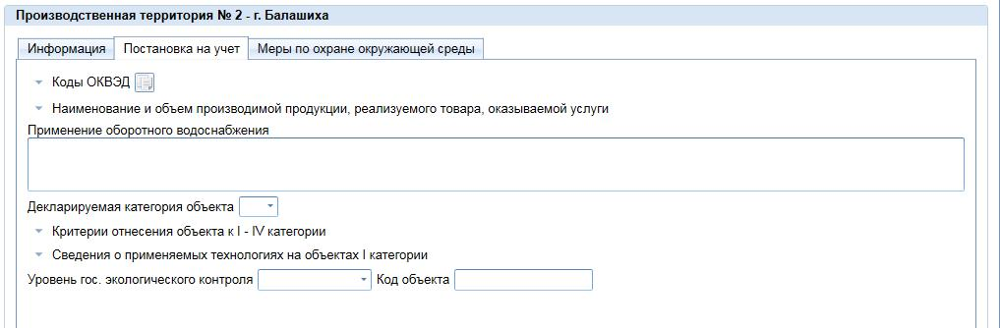 Производственная территория № 2 - г. Балашиха
Информация Постановка на учет Меры по охране окружающей среды
Коды ОКВЭД
Наименование и объем производимой продукции, реализуемого товара, оказываемой услуги
Применение оборотного водоснабжения
Декларируемая категория объекта
Критерии отнесения объекта к I - IV категории
Сведения о применяемых технологиях на объектах I категории
Уровень гос. экологического контроля Код объекта